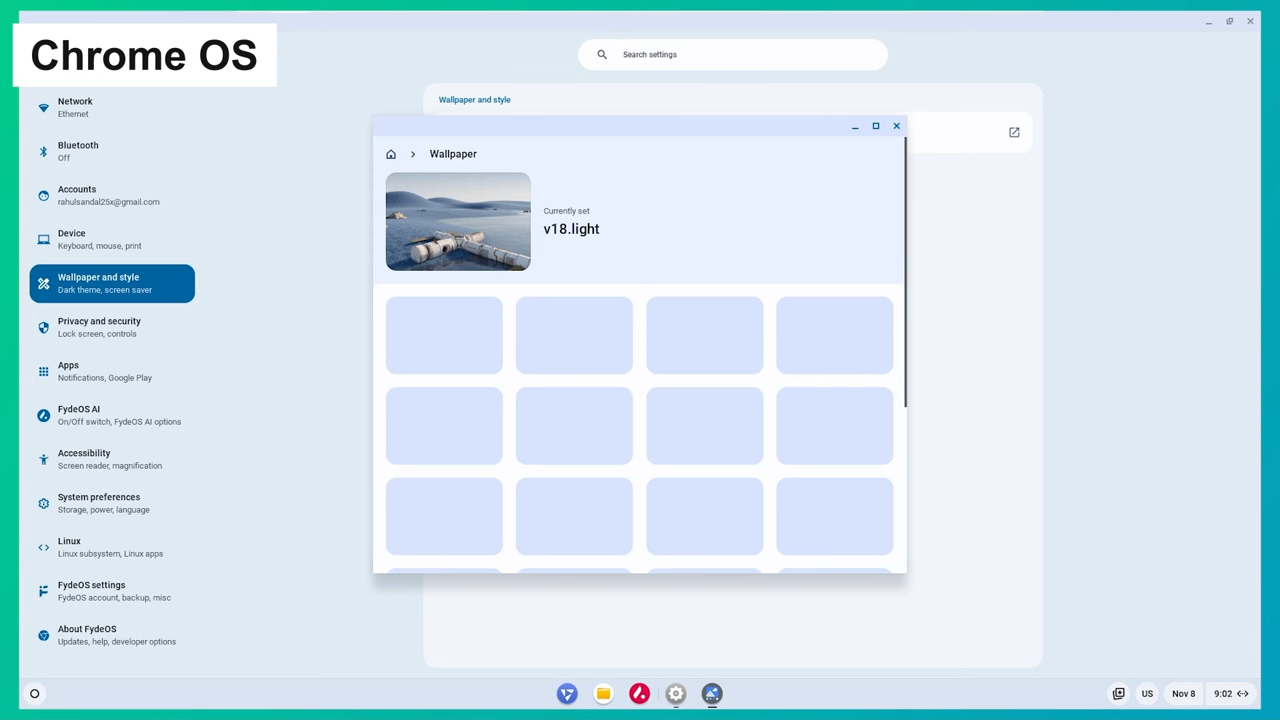 Chrome OS
Search settings
Network
Ethernet
Bluetooth
Off
Accounts
rahulsandal25x@gmail.com
Device
Keyboard, mouse, print
Wallpaper and style
Dark theme, screen saver
Privacy and security
Lock screen, controls
Apps
Notifications, Google Play
FydeOS AI
On/Off switch, FydeOS AI options
Accessibility
Screen reader, magnification
System preferences
Storage, power, language
Linux
Linux subsystem, Linux apps
FydeOS settings
FydeOS account, backup, misc
About FydeOS
Updates, help, developer options
Wallpaper and style
Wallpaper
Currently set
v18.light
US
Nov 8
9:02